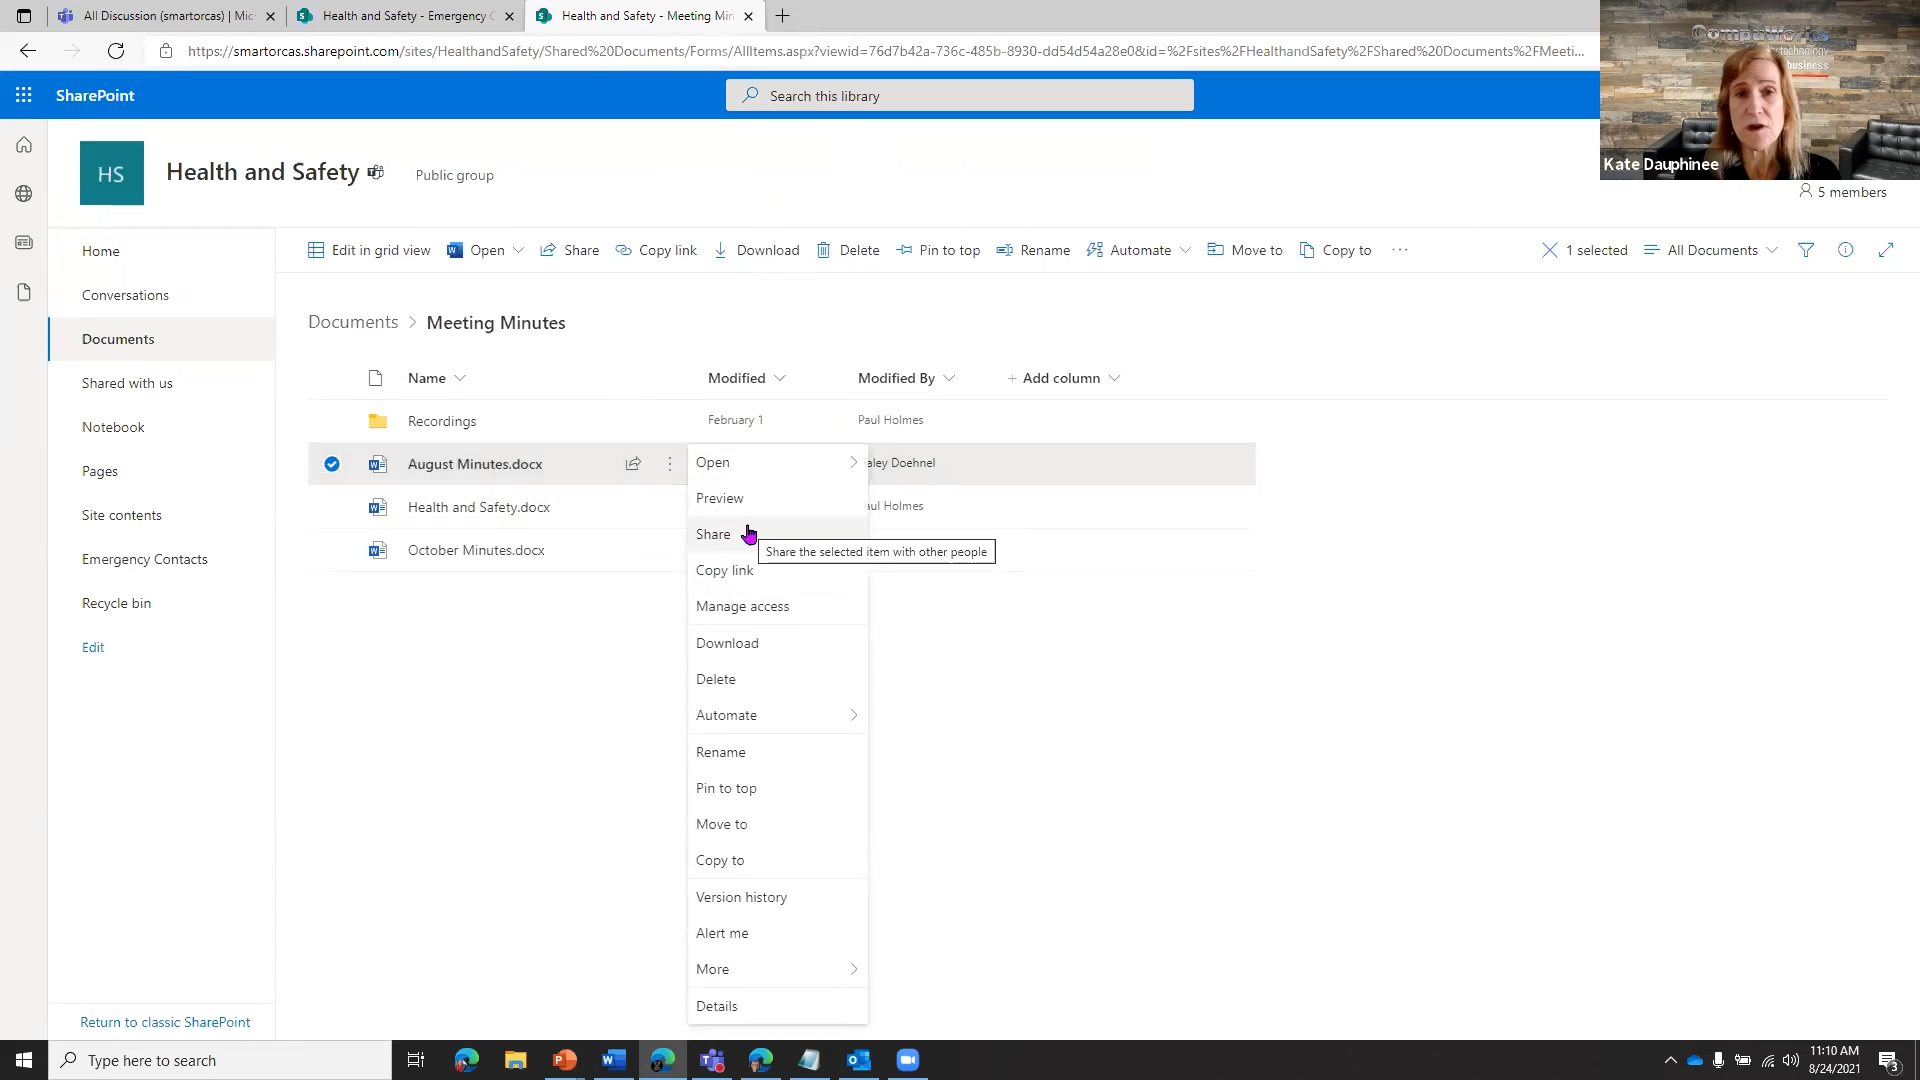 All Discussion (smartorcas) | Mic
Health and Safety - Emergency C
Health and Safety - Meeting Min
https://smartorcas.sharepoint.com/sites/HealthandSafety/Shared%20Documents/Forms/AllItems.aspx?viewid=76d7b42a-736c-485b-8930-dd54d54a28e0&id=%2Fsites%2FHealthandSafety%2FShared%20Documents%2FMeeti...
CompuWorks
technology
business
Kate Dauphinee
SharePoint
Search this library
HS
Health and Safety
Public group
5 members
Edit in grid view
Open
Share
Copy link
Download
Delete
Pin to top
Rename
Automate
Move to
Copy to
1 selected
All Documents
Home
Conversations
Documents
Shared with us
Notebook
Pages
Site contents
Emergency Contacts
Recycle bin
Edit
Return to classic SharePoint
Documents > Meeting Minutes
Name
Modified
Modified By
+ Add column
Recordings
February 1
Paul Holmes
August Minutes.docx
aley Doehnel
Health and Safety.docx
aul Holmes
October Minutes.docx
Open
Preview
Share
Share the selected item with other people
Copy link
Manage access
Download
Delete
Automate
Rename
Pin to top
Move to
Copy to
Version history
Alert me
More
Details
Type here to search
11:10 AM
8/24/2021
3